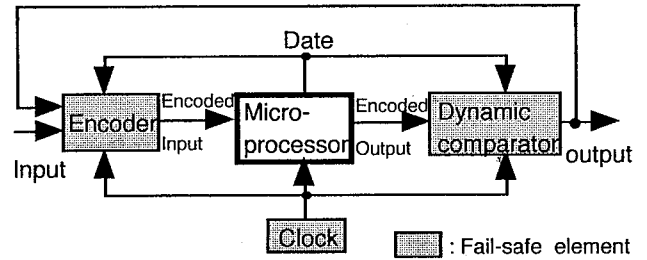 Date
Encoder
Encoded
Input
Micro-
processor
Encoded
Output
Dynamic
comparator
Input
output
Clock
: Fail-safe element